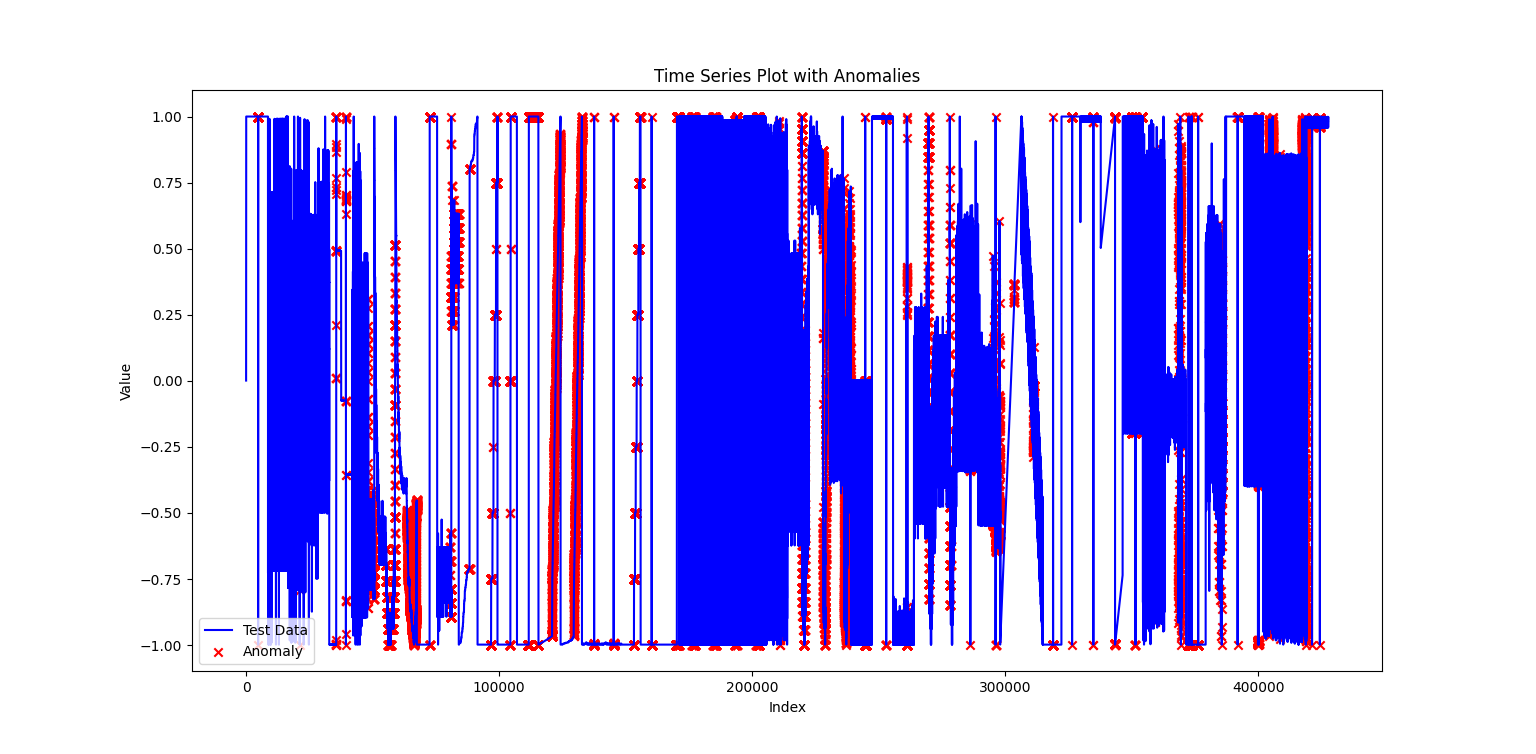 Time Series Plot with Anomalies
Value
1.00
0.75
0.50
0.25
0.00
−0.25
−0.50
−0.75
−1.00
Test Data
Anomaly
0
100000
200000
300000
400000
Index